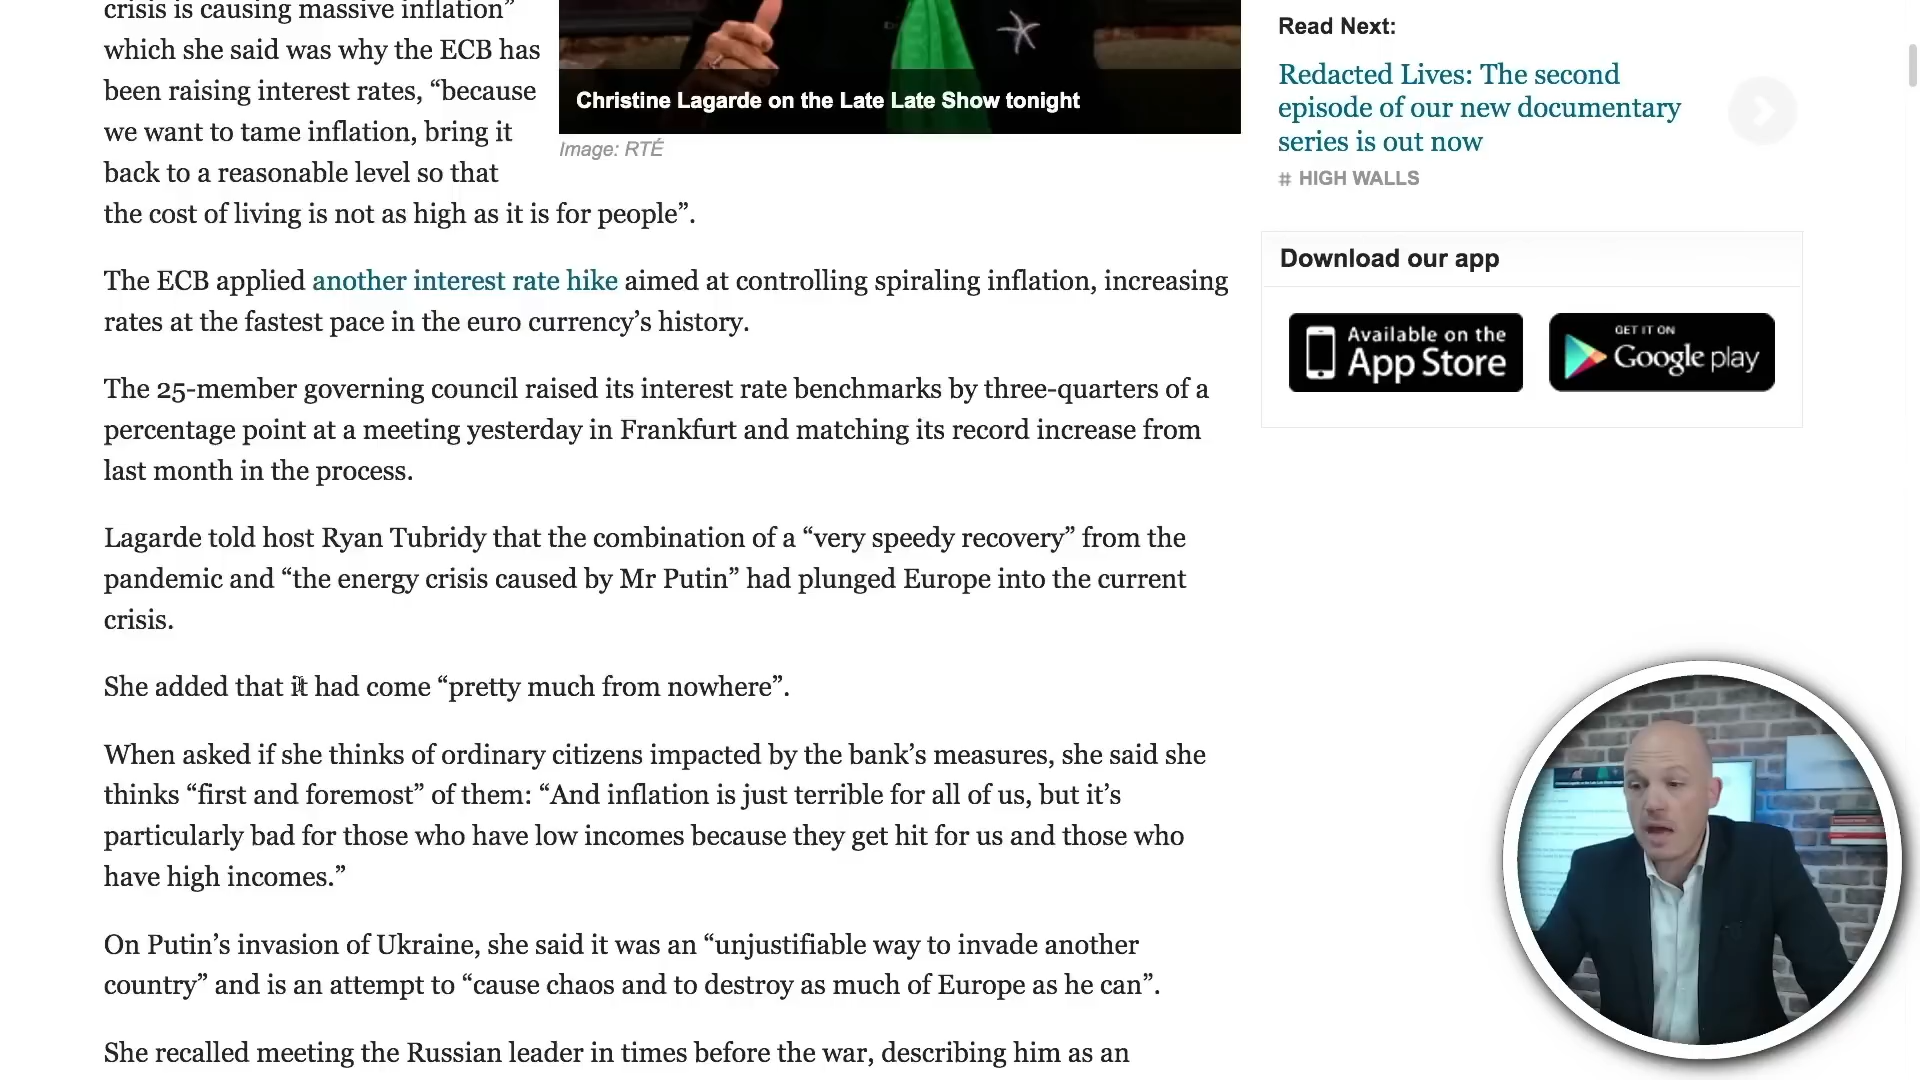 crisis is causing massive inflation”
which she said was why the ECB has
been raising interest rates, “because
we want to tame inflation, bring it
back to a reasonable level so that
the cost of living is not as high as it is for people”.
Christine Lagarde on the Late Late Show tonight
Image: RTÉ
The ECB applied another interest rate hike aimed at controlling spiraling inflation, increasing
rates at the fastest pace in the euro currency’s history.
The 25-member governing council raised its interest rate benchmarks by three-quarters of a
percentage point at a meeting yesterday in Frankfurt and matching its record increase from
last month in the process.
Lagarde told host Ryan Tubridy that the combination of a “very speedy recovery” from the
pandemic and “the energy crisis caused by Mr Putin” had plunged Europe into the current
crisis.
She added that it had come “pretty much from nowhere”.
When asked if she thinks of ordinary citizens impacted by the bank’s measures, she said she
thinks “first and foremost” of them: “And inflation is just terrible for all of us, but it’s
particularly bad for those who have low incomes because they get hit for us and those who
have high incomes.”
On Putin’s invasion of Ukraine, she said it was an “unjustifiable way to invade another
country” and is an attempt to “cause chaos and to destroy as much of Europe as he can”.
She recalled meeting the Russian leader in times before the war, describing him as an
Read Next:
Redacted Lives: The second
episode of our new documentary
series is out now
# HIGH WALLS
Download our app
Available on the
App Store
GET IT ON
Google play